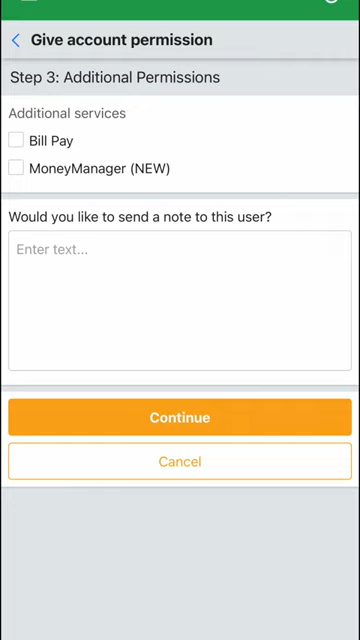 Give account permission
Step 3: Additional Permissions
Additional services
Bill Pay
MoneyManager (NEW)
Would you like to send a note to this user?
Enter text...
Continue
Cancel